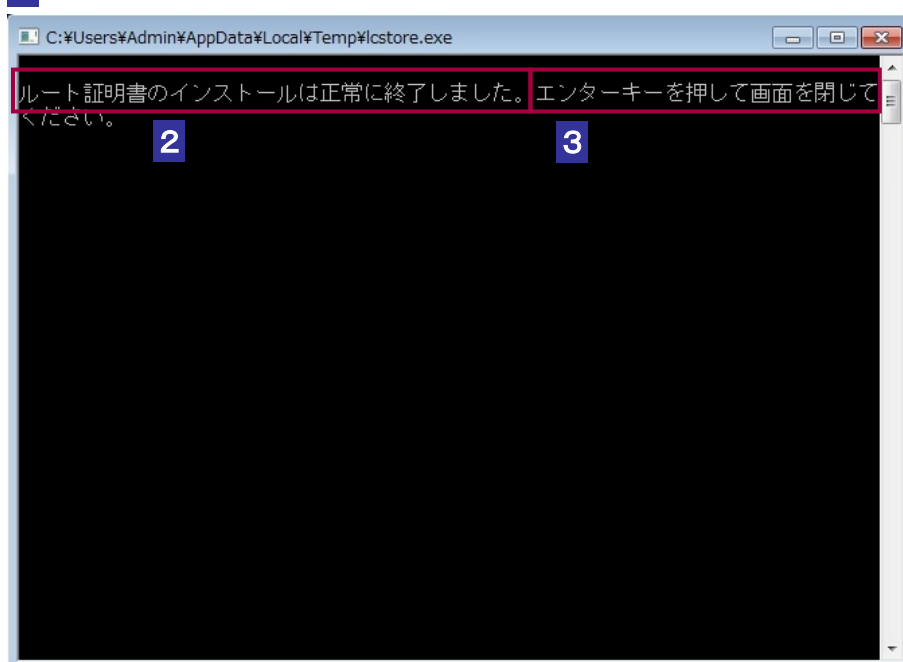 C:¥Users¥Admin¥AppData¥Local¥Temp¥lcstore.exe
ルート証明書のインストールは正常に終了しました。エンターキーを押して画面を閉じて
ください。
2
3